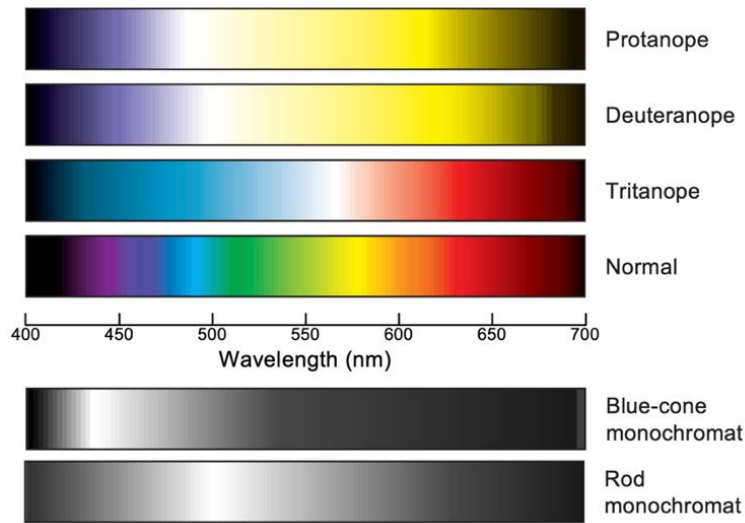 Protanope
Deuteranope
Tritanope
Normal
400 450 500 550 600 650 700
Wavelength (nm)
Blue-cone
monochromat
Rod
monochromat